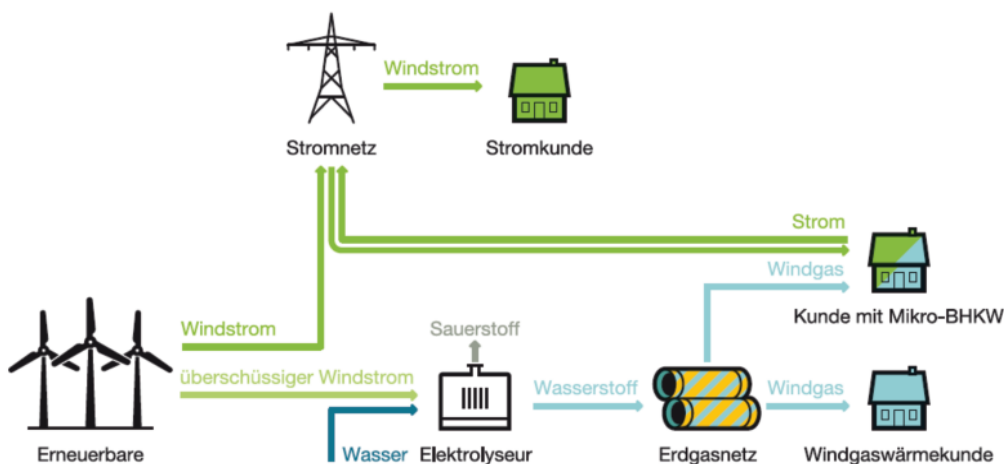 Windstrom
Stromnetz
Stromkunde
Strom
Windgas
Kunde mit Mikro-BHKW
Windstrom
Sauerstoff
überschüssiger Windstrom
Wasserstoff
Windgas
Wasser
Erneuerbare
Elektrolyseur
Erdgasnetz
Windgaswärmekunde